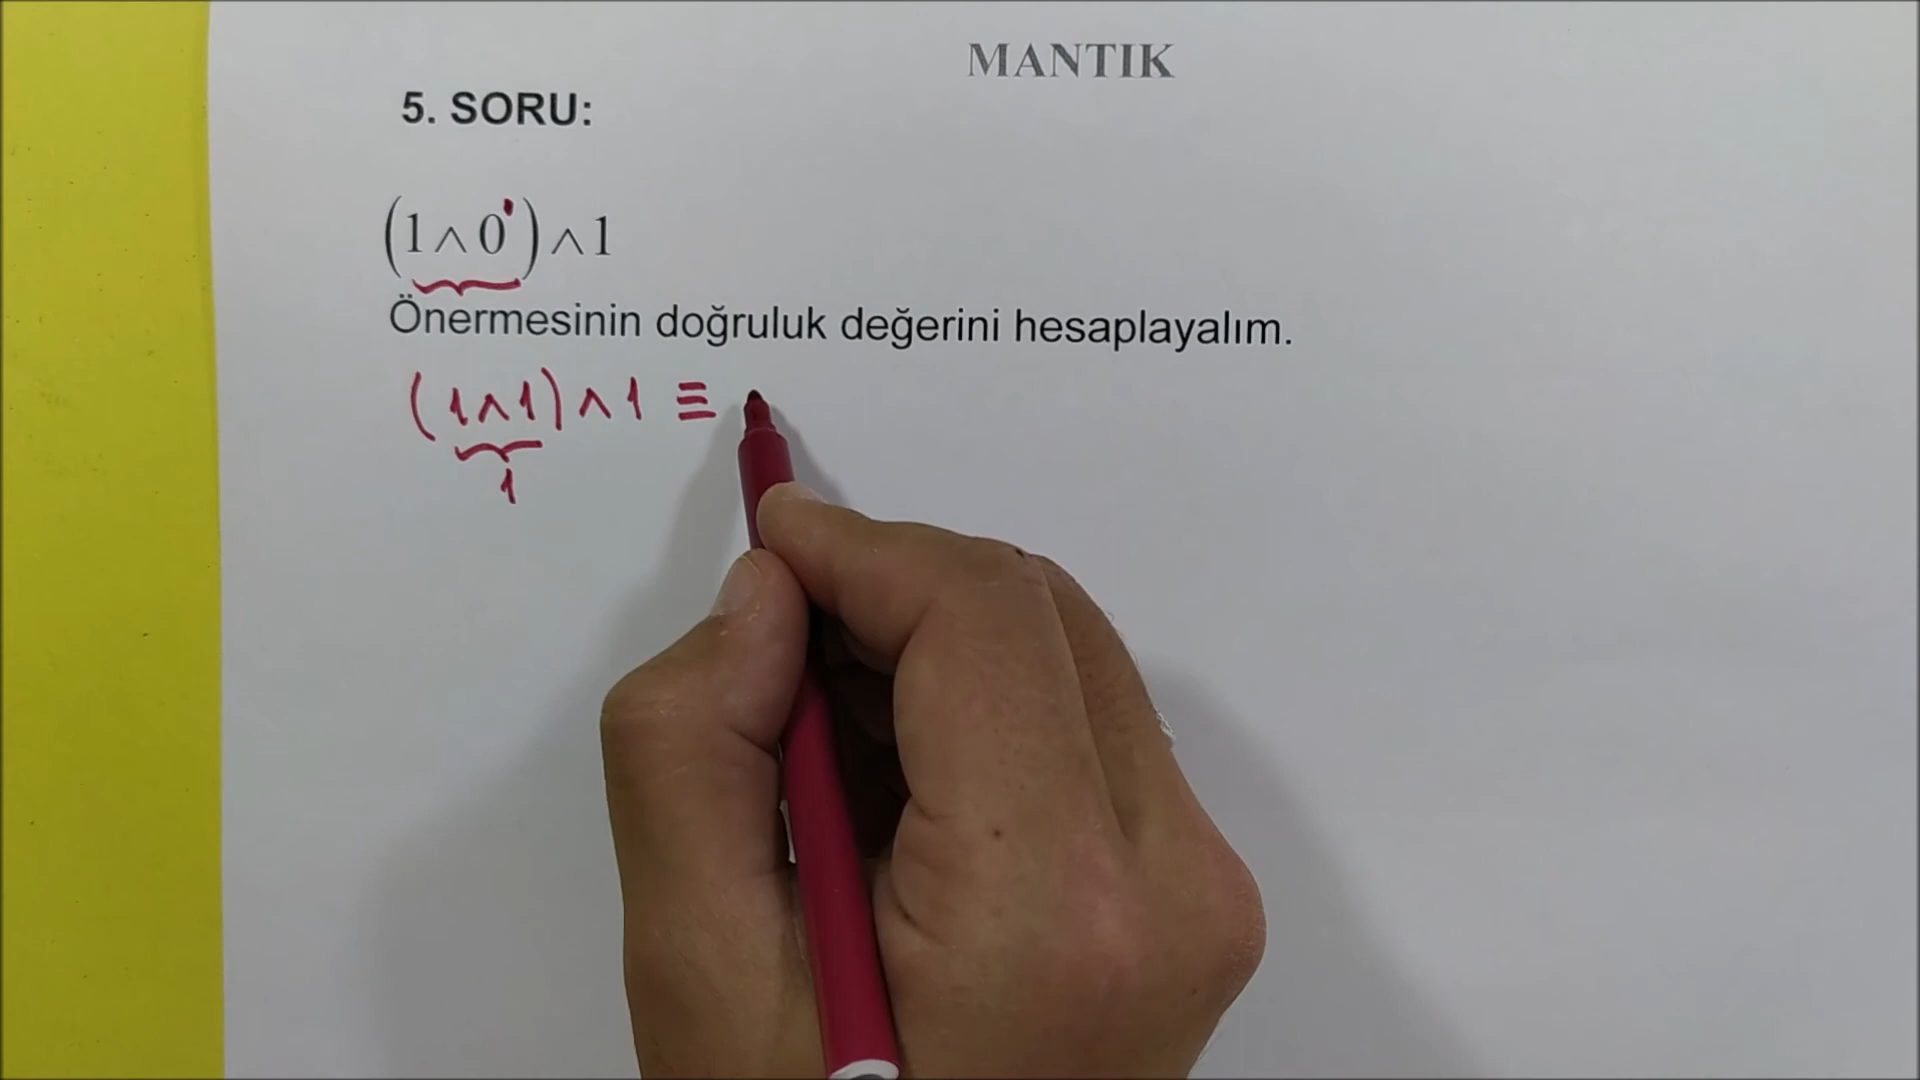 MANTIK
5. SORU:
(1∧0')∧1
Önermesinin doğruluk değerini hesaplayalım.
(1∧1)∧1 ≡
1